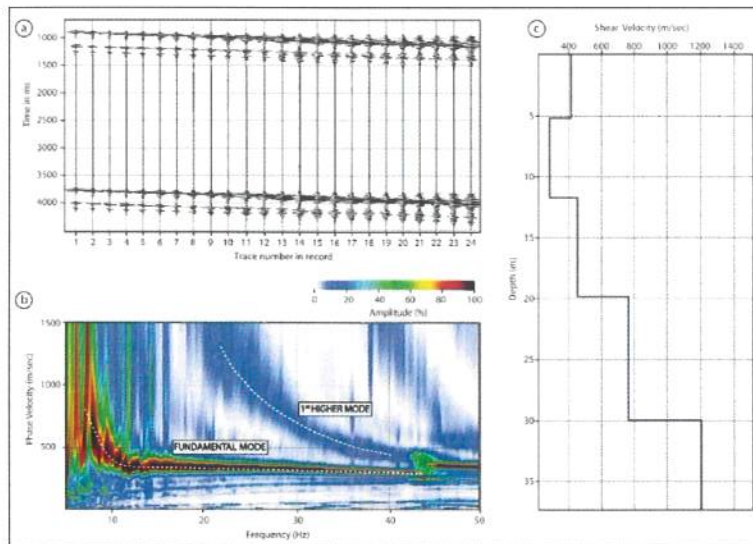 a
Time in ms
1000
1500
2000
2500
3000
3500
4000
1 2 3 4 5 6 7 8 9 10 11 12 13 14 15 16 17 18 19 20 21 22 23 24
Trace number in record
b
0 20 40 60 80 100
Amplitude (%)
Phase Velocity (m/sec)
1500
1000
500
1st HIGHER MODE
FUNDAMENTAL MODE
10 20 30 40 50
Frequency (Hz)
c
Shear Velocity (m/sec)
400 600 800 1000 1200 1400
Depth (m)
5
10
15
20
25
30
35